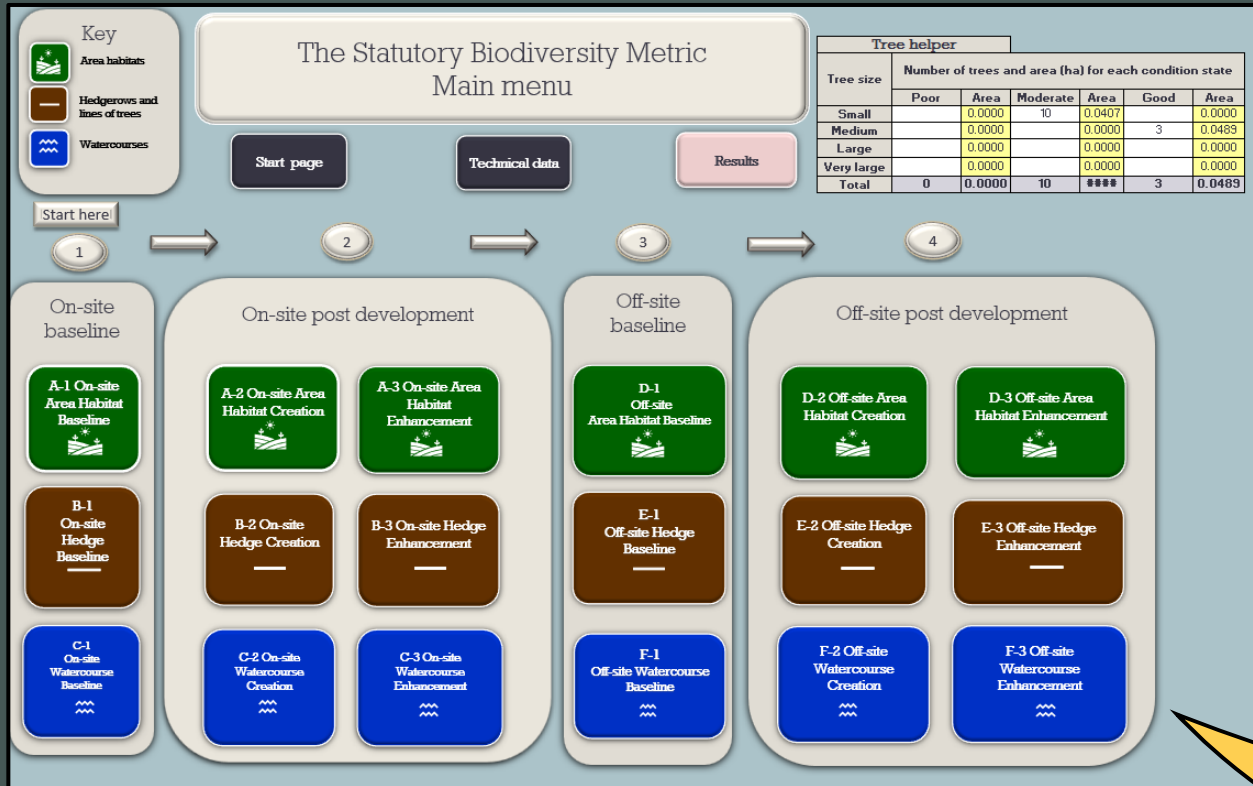 Key
Area habitats
Hedgerows and
lines of trees
Watercourses
The Statutory Biodiversity Metric
Main menu
Start page
Technical data
Results
Tree helper
Tree size
Number of trees and area (ha) for each condition state
Poor Area Moderate Area Good Area
Small 0.0000 10 0.0407 0.0000
Medium 0.0000 0.0000 3 0.0489
Large 0.0000 0.0000 0.0000
Very large 0.0000 0.0000 0.0000
Total 0 0.0000 10 #### 3 0.0489
Start here
1
2
3
4
On-site
baseline
A-1 On-site
Area Habitat
Baseline
B-1
On-site
Hedge
Baseline
C-1
On-site
Watercourse
Baseline
On-site post development
A-2 On-site Area
Habitat Creation
A-3 On-site Area
Habitat
Enhancement
B-2 On-site
Hedge Creation
B-3 On-site Hedge
Enhancement
C-2 On-site
Watercourse
Creation
C-3 On-site
Watercourse
Enhancement
Off-site
baseline
D-1
Off-site
Area Habitat Baseline
E-1
Off-site Hedge
Baseline
F-1
Off-site Watercourse
Baseline
Off-site post development
D-2 Off-site Area
Habitat Creation
D-3 Off-site Area
Habitat Enhancement
E-2 Off-site Hedge
Creation
E-3 Off-site Hedge
Enhancement
F-2 Off-site
Watercourse
Creation
F-3 Off-site
Watercourse
Enhancement